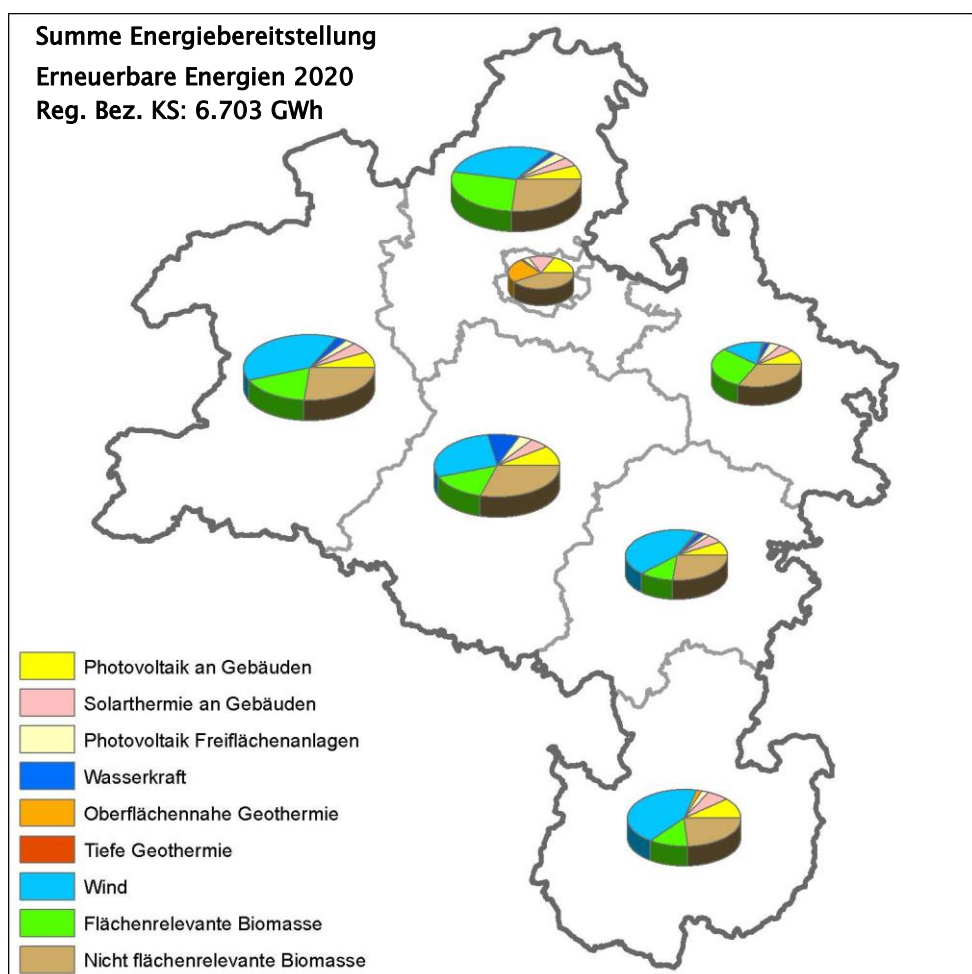 Summe Energiebereitstellung
Erneuerbare Energien 2020
Reg. Bez. KS: 6.703 GWh
Photovoltaik an Gebäuden
Solarthermie an Gebäuden
Photovoltaik Freiflächenanlagen
Wasserkraft
Oberflächennahe Geothermie
Tiefe Geothermie
Wind
Flächenrelevante Biomasse
Nicht flächenrelevante Biomasse